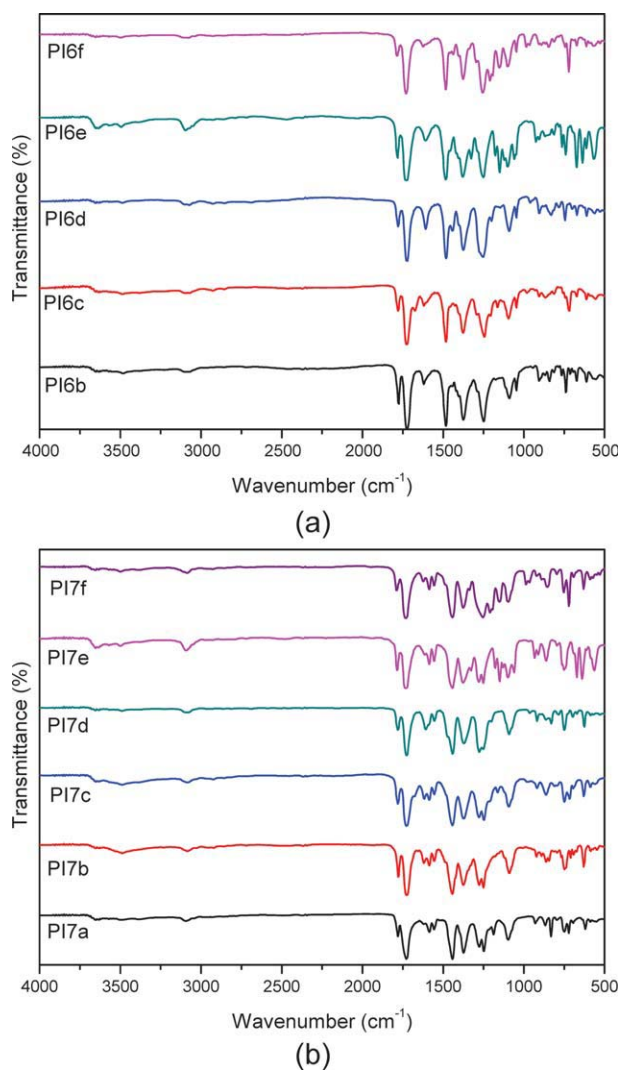 PI6f
PI6e
PI6d
PI6c
PI6b
Transmittance (%)
4000 3500 3000 2500 2000 1500 1000 500
Wavenumber (cm⁻¹)
(a)
PI7f
PI7e
PI7d
PI7c
PI7b
PI7a
Transmittance (%)
4000 3500 3000 2500 2000 1500 1000 500
Wavenumber (cm⁻¹)
(b)